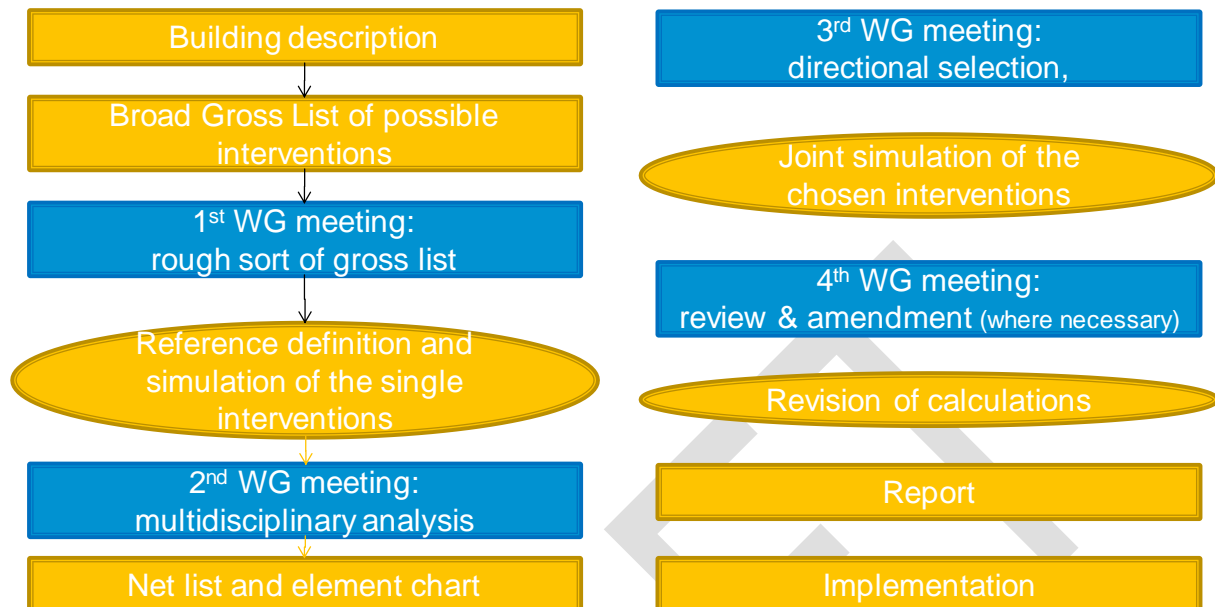 Building description
Broad Gross List of possible
interventions
1st WG meeting:
rough sort of gross list
Reference definition and
simulation of the single
interventions
2nd WG meeting:
multidisciplinary analysis
Net list and element chart
3rd WG meeting:
directional selection,
Joint simulation of the
chosen interventions
4th WG meeting:
review & amendment (where necessary)
Revision of calculations
Report
Implementation